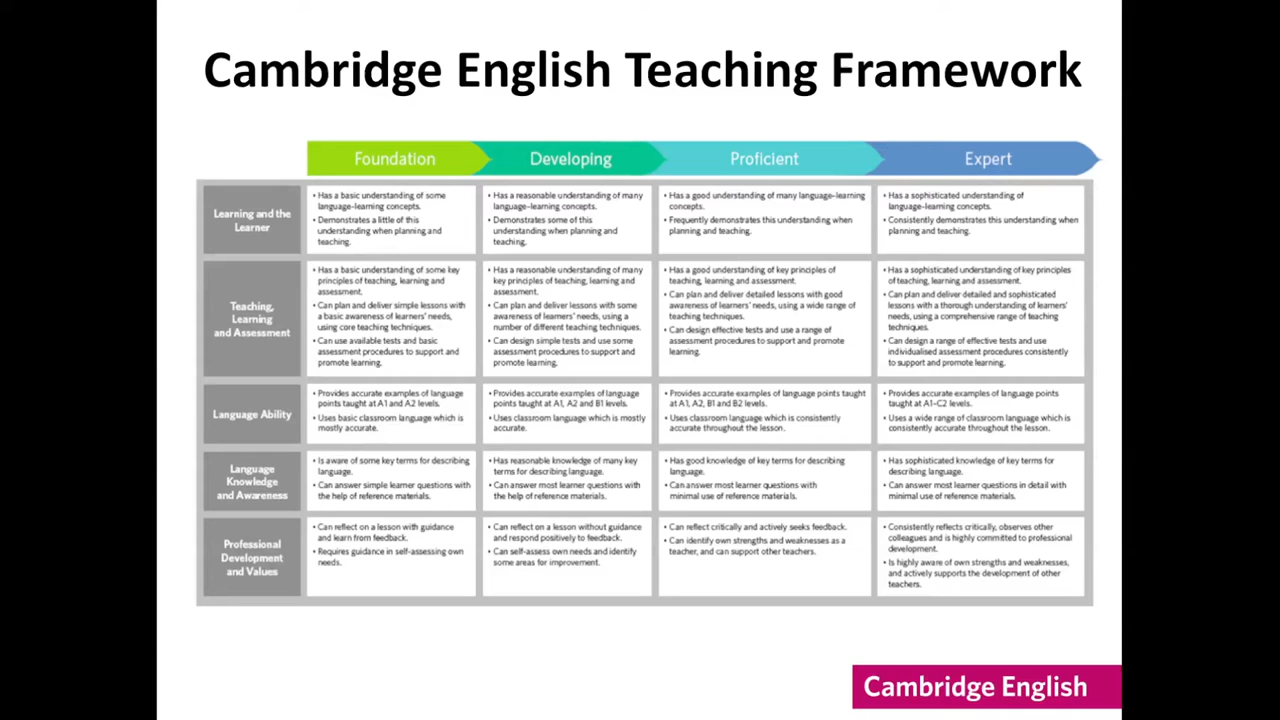 Cambridge English Teaching Framework
Foundation
Developing
Proficient
Expert
Learning and the
Learner
• Has a basic understanding of some
language-learning concepts.
• Demonstrates a little of this
understanding when planning and
teaching.
• Has a reasonable understanding of many
language-learning concepts.
• Demonstrates some of this
understanding when planning and
teaching.
• Has a good understanding of many language-learning
concepts.
• Frequently demonstrates this understanding when
planning and teaching.
• Has a sophisticated understanding of
language-learning concepts.
• Consistently demonstrates this understanding when
planning and teaching.
Teaching,
Learning
and Assessment
• Has a basic understanding of some key
principles of teaching, learning and
assessment.
• Can plan and deliver simple lessons with
a basic awareness of learners' needs,
using core teaching techniques.
• Can use available tests and basic
assessment procedures to support and
promote learning.
• Has a reasonable understanding of many
key principles of teaching, learning and
assessment.
• Can plan and deliver lessons with some
awareness of learners' needs, using a
number of different teaching techniques.
• Can design simple tests and use some
assessment procedures to support and
promote learning.
• Has a good understanding of key principles of
teaching, learning and assessment.
• Can plan and deliver detailed lessons with good
awareness of learners' needs, using a wide range of
teaching techniques.
• Can design effective tests and use a range of
assessment procedures to support and promote
learning.
• Has a sophisticated understanding of key principles
of teaching, learning and assessment.
• Can plan and deliver detailed and sophisticated
lessons with a thorough understanding of learners'
needs, using a comprehensive range of teaching
techniques.
• Can design a range of effective tests and use
individualised assessment procedures consistently
to support and promote learning.
Language Ability
• Provides accurate examples of language
points taught at A1 and A2 levels.
• Uses basic classroom language which is
mostly accurate.
• Provides accurate examples of language
points taught at A1, A2 and B1 levels.
• Uses classroom language which is mostly
accurate.
• Provides accurate examples of language points taught
at A1, A2, B1 and B2 levels.
• Uses classroom language which is consistently
accurate throughout the lesson.
• Provides accurate examples of language points
taught at A1–C2 levels.
• Uses a wide range of classroom language which is
consistently accurate throughout the lesson.
Language
Knowledge
and Awareness
• Is aware of some key terms for describing
language.
• Can answer simple learner questions with
the help of reference materials.
• Has reasonable knowledge of many key
terms for describing language.
• Can answer most learner questions with
the help of reference materials.
• Has good knowledge of key terms for describing
language.
• Can answer most learner questions with
minimal use of reference materials.
• Has sophisticated knowledge of key terms for
describing language.
• Can answer most learner questions in detail with
minimal use of reference materials.
Professional
Development
and Values
• Can reflect on a lesson with guidance
and learn from feedback.
• Requires guidance in self-assessing own
needs.
• Can reflect on a lesson without guidance
and respond positively to feedback.
• Can self-assess own needs and identify
some areas for improvement.
• Can reflect critically and actively seeks feedback.
• Can identify own strengths and weaknesses as a
teacher, and can support other teachers.
• Consistently reflects critically, observes other
colleagues and is highly committed to professional
development.
• Is highly aware of own strengths and weaknesses,
and actively supports the development of other
teachers.
Cambridge English